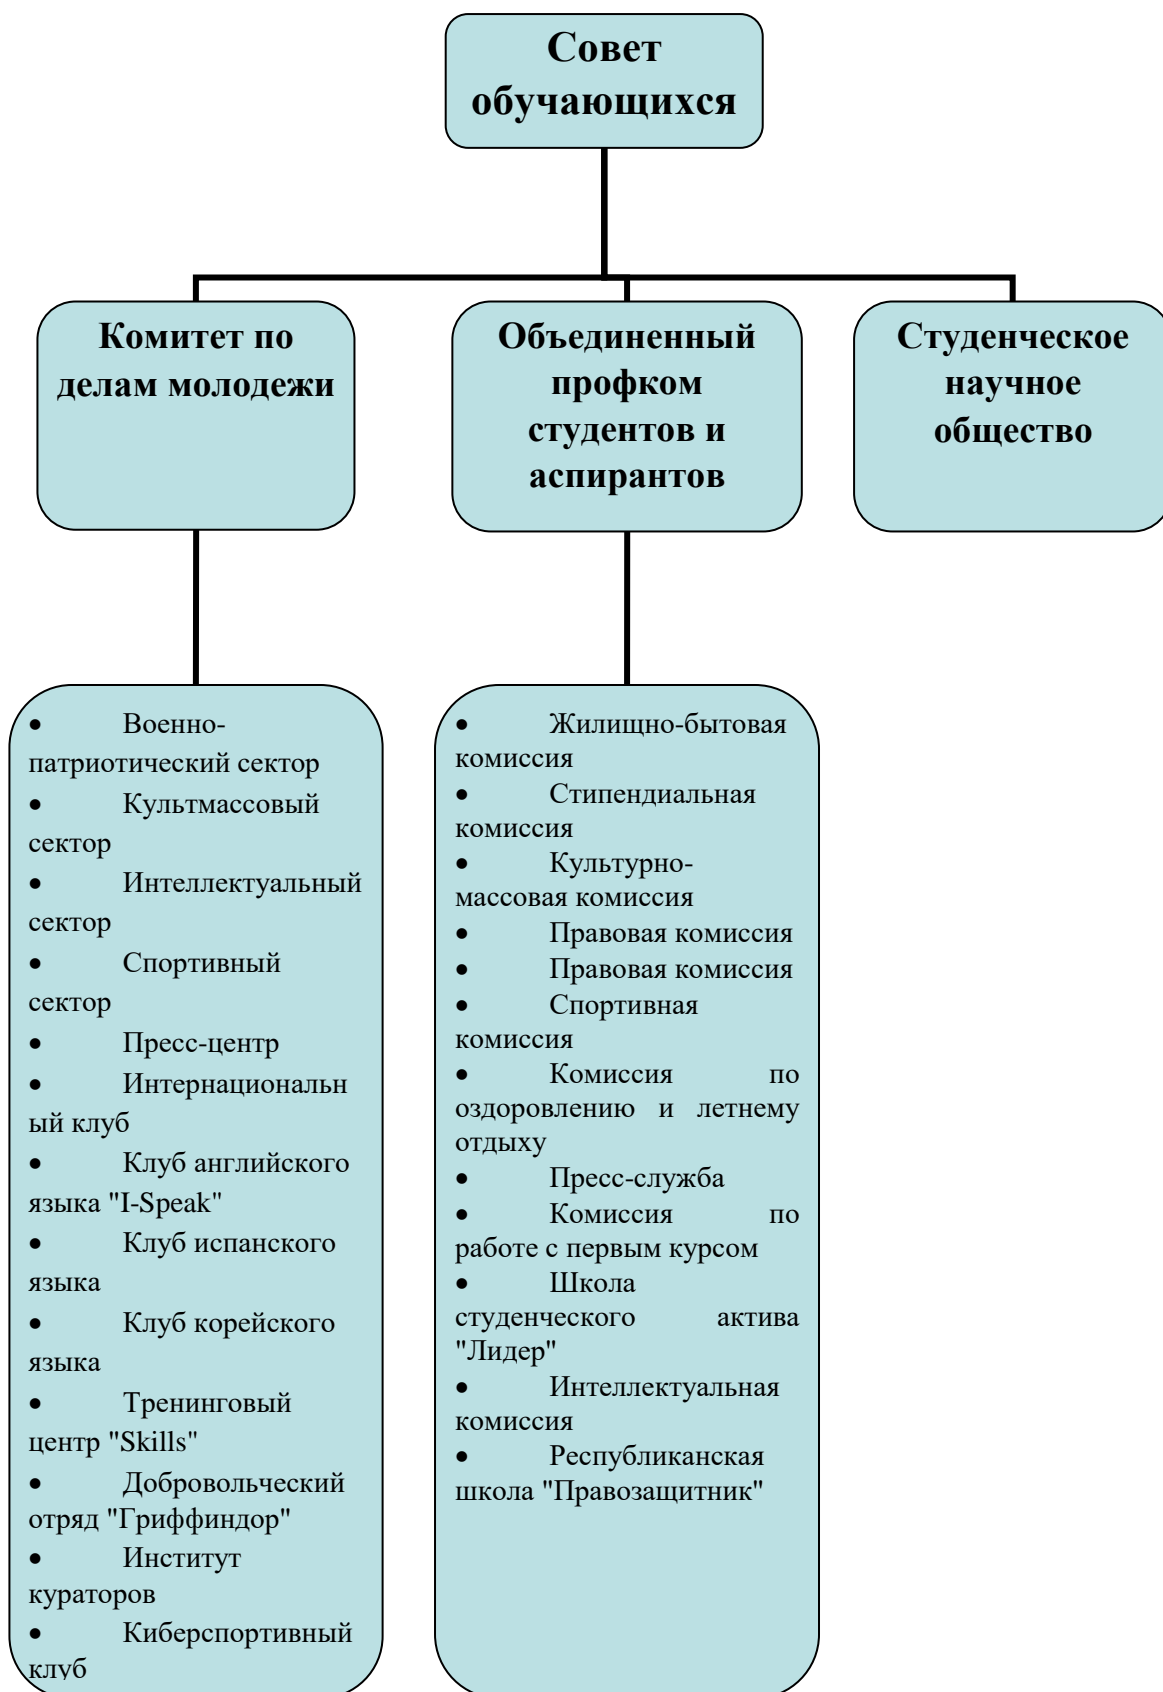 Совет
обучающихся
Комитет по
делам молодежи
Объединенный
профком
студентов и
аспирантов
Студенческое
научное
общество
• Военно-
патриотический сектор
• Культмассовый
сектор
• Интеллектуальный
сектор
• Спортивный
сектор
• Пресс-центр
• Интернациональн
ый клуб
• Клуб английского
языка "I-Speak"
• Клуб испанского
языка
• Клуб корейского
языка
• Тренинговый
центр "Skills"
• Добровольческий
отряд "Гриффиндор"
• Институт
кураторов
• Киберспортивный
клуб
• Жилищно-бытовая
комиссия
• Стипендиальная
комиссия
• Культурно-
массовая комиссия
• Правовая комиссия
• Правовая комиссия
• Спортивная
комиссия
• Комиссия по
оздоровлению и летнему
отдыху
• Пресс-служба
• Комиссия по
работе с первым курсом
• Школа
студенческого актива
"Лидер"
• Интеллектуальная
комиссия
• Республиканская
школа "Правозащитник"